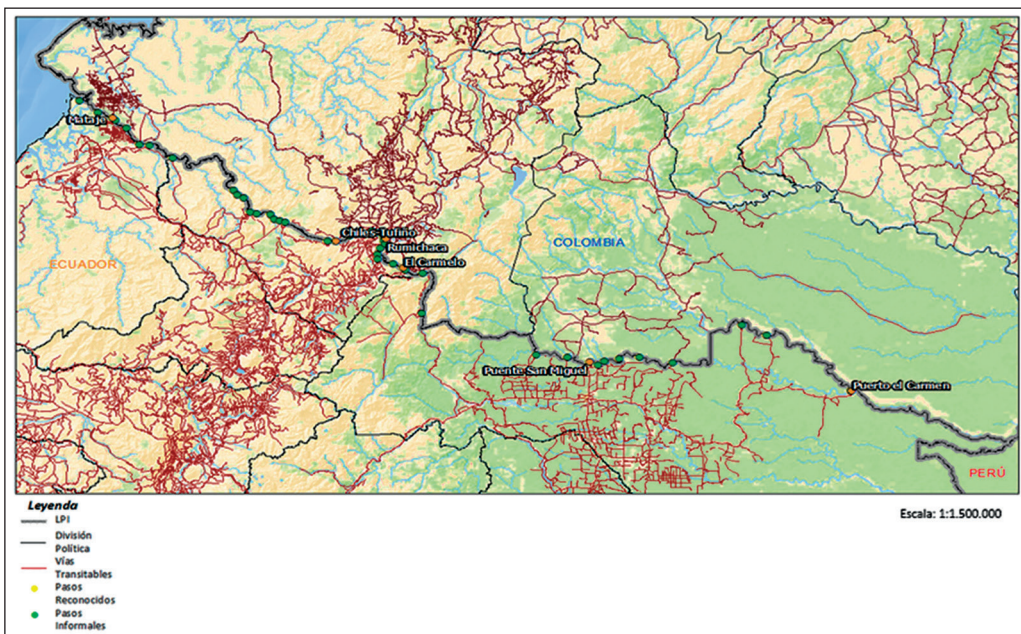 Mataje
Chiles-Tufiño
Rumichaca
COLOMBIA
ECUADOR
El Carmelo
Puente San Miguel
Puerto el Carmen
PERÚ
Leyenda
LPI
División
Política
Vías
Transitables
Pasos
Reconocidos
Pasos
Informales
Escala: 1:1.500.000